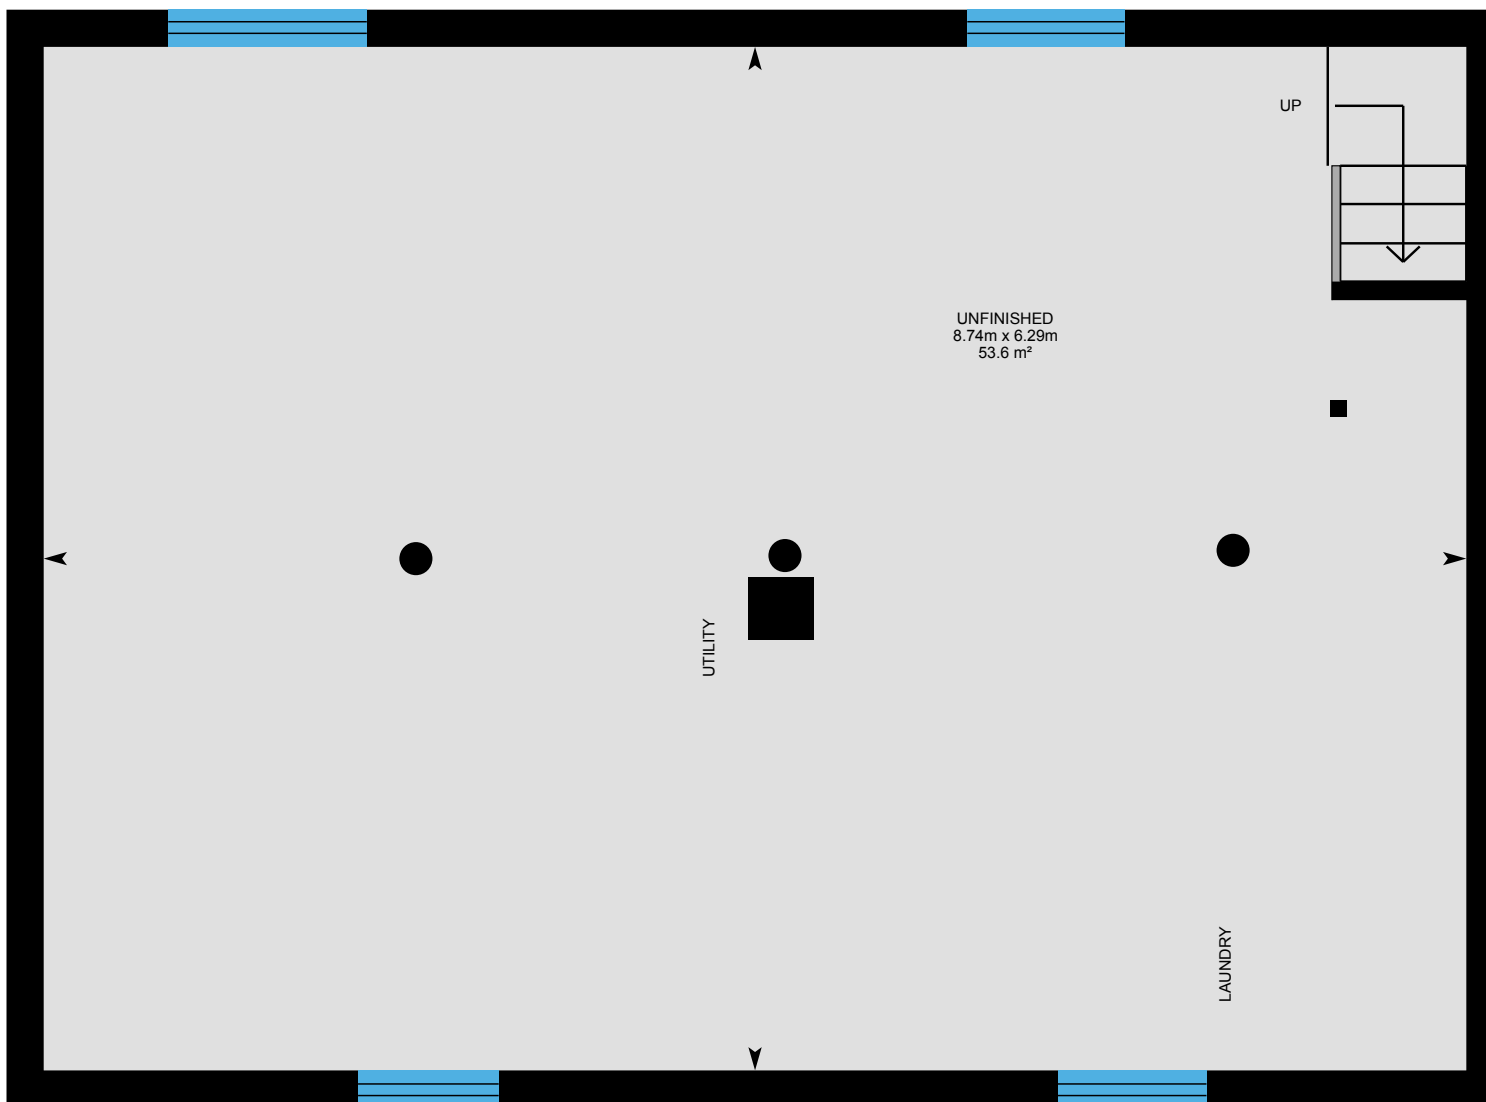 UP
UNFINISHED
8.74m x 6.29m
53.6 m²
UTILITY
LAUNDRY